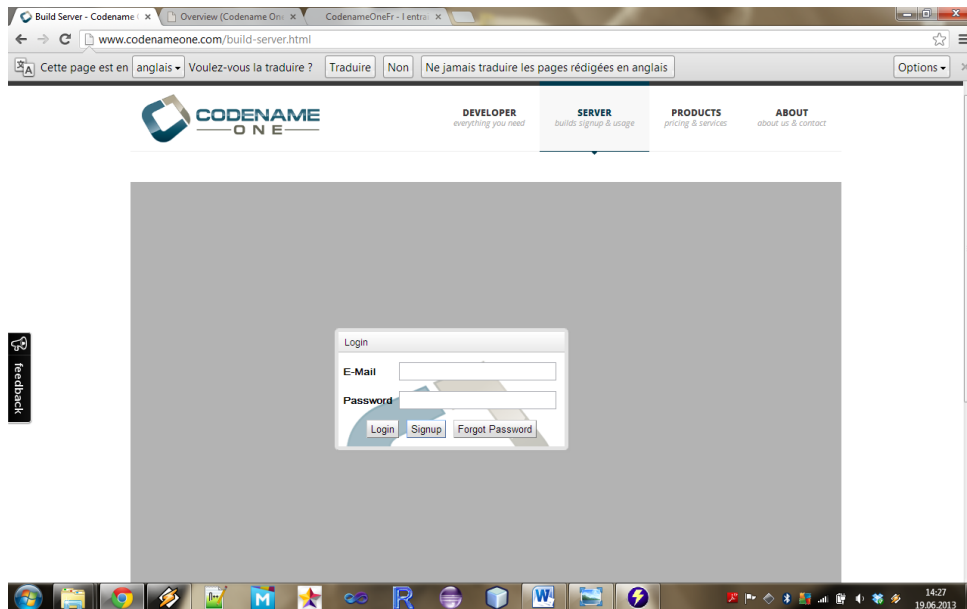 Build Server - Codename
Overview (Codename On
CodenameOneFr - l entra
www.codenameone.com/build-server.html
Cette page est en anglais Voulez-vous la traduire ? Traduire Non Ne jamais traduire les pages rédigées en anglais Options
CODENAME
ONE
DEVELOPER
everything you need
SERVER
builds signup & usage
PRODUCTS
pricing & services
ABOUT
about us & contact
Login
E-Mail
Password
Login Signup Forgot Password
feedback
14:27
19.06.2013